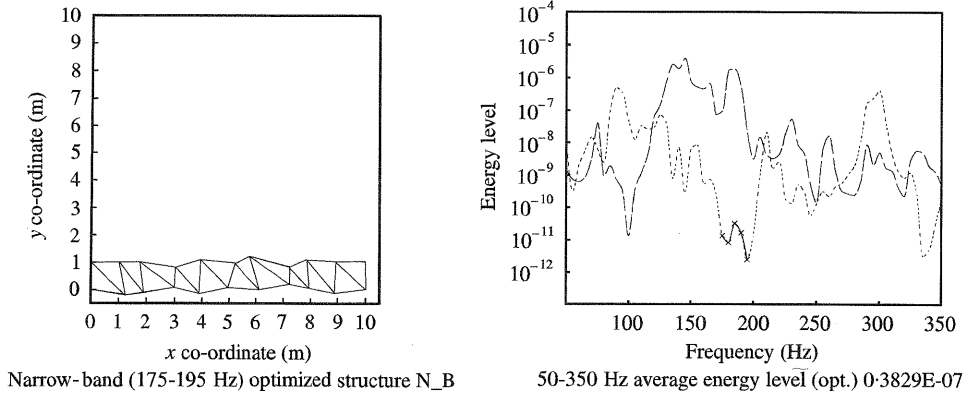 10
9
8
7
6
5
4
3
2
1
0
y co-ordinate (m)
0 1 2 3 4 5 6 7 8 9 10
x co-ordinate (m)
Narrow-band (175-195 Hz) optimized structure N_B
10⁻⁴
10⁻⁵
10⁻⁶
10⁻⁷
10⁻⁸
10⁻⁹
10⁻¹⁰
10⁻¹¹
10⁻¹²
Energy level
100 150 200 250 300 350
Frequency (Hz)
50-350 Hz average energy level (opt.) 0·3829E-07